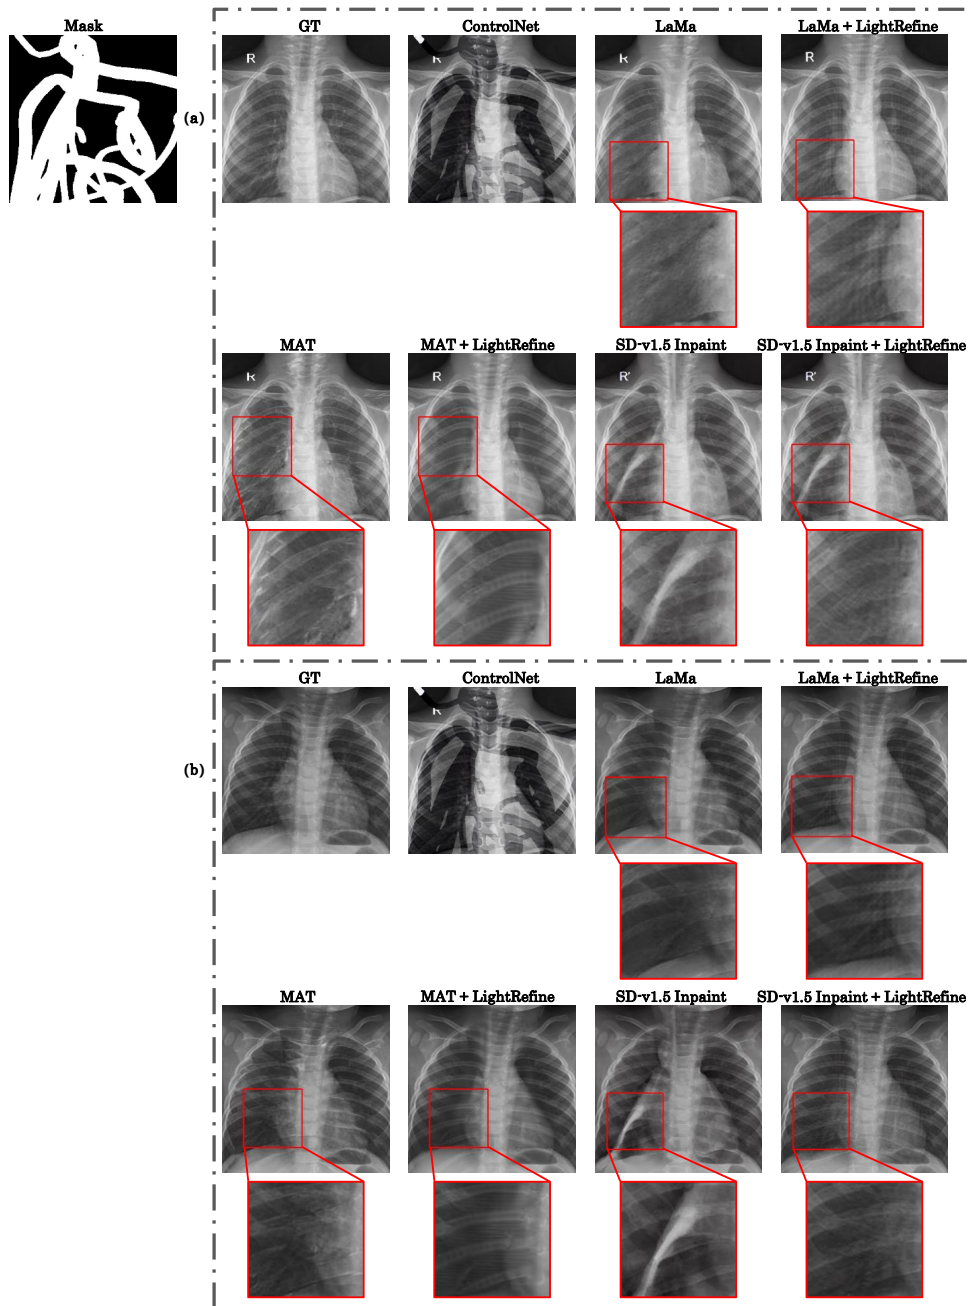 Mask
GT
ControlNet
LaMa
LaMa + LightRefine
R
R
R
R
(a)
MAT
MAT + LightRefine
SD-v1.5 Inpaint
SD-v1.5 Inpaint + LightRefine
R
R
R'
R'
GT
ControlNet
LaMa
LaMa + LightRefine
R
(b)
MAT
MAT + LightRefine
SD-v1.5 Inpaint
SD-v1.5 Inpaint + LightRefine